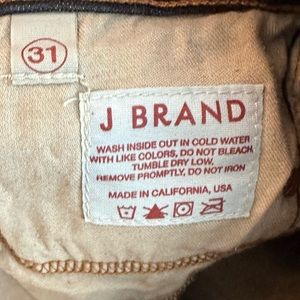 31
J BRAND
WASH INSIDE OUT IN COLD WATER
WITH LIKE COLORS, DO NOT BLEACH
TUMBLE DRY LOW.
REMOVE PROMPTLY, DO NOT IRON
MADE IN CALIFORNIA, USA